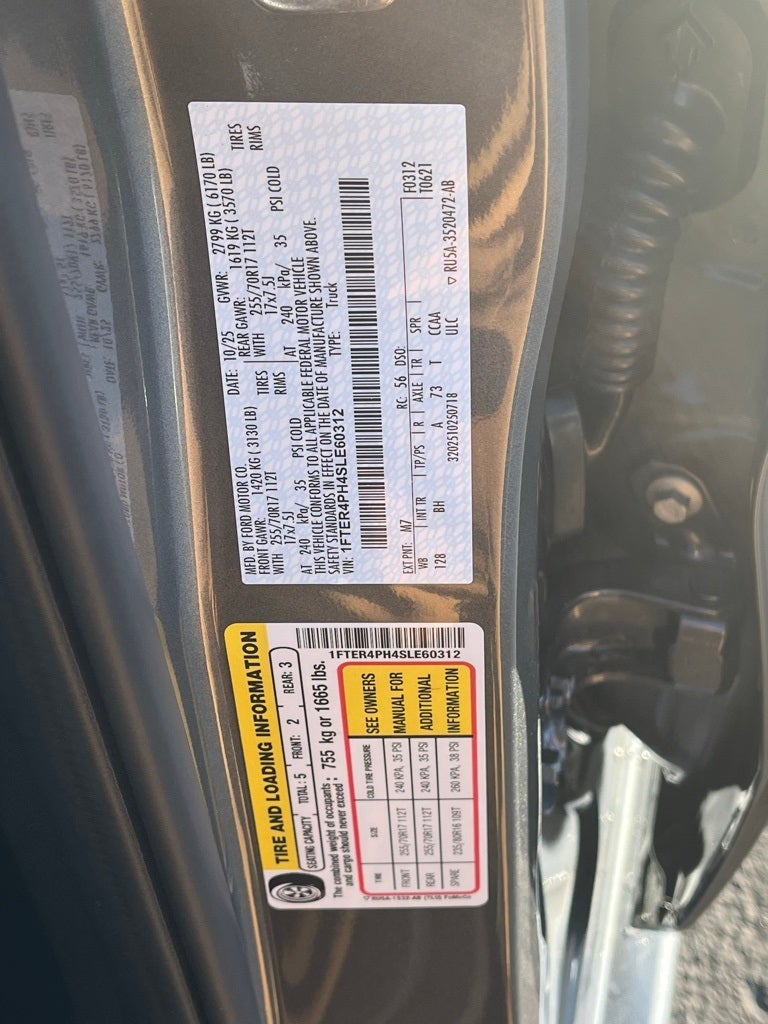 MFD. BY FORD MOTOR CO.
DATE: 10/25 GVWR: 2799 KG ( 6170 LB)
FRONT GAWR: 1420 KG ( 3130 LB) REAR GAWR: 1619 KG ( 3570 LB)
WITH 255/70R17 112T TIRES WITH 255/70R17 112T TIRES
17x7.5J RIMS 17x7.5J RIMS
AT 240 kPa/ 35 PSI COLD AT 240 kPa/ 35 PSI COLD
THIS VEHICLE CONFORMS TO ALL APPLICABLE FEDERAL MOTOR VEHICLE
SAFETY STANDARDS IN EFFECT ON THE DATE OF MANUFACTURE SHOWN ABOVE.
VIN: 1FTER4PH4SLE60312 TYPE: Truck
F0312
T0621
EXT PNT: M7 RC: 56 DSO:
WB INT TR TP/PS R AXLE TR SPR
128 BH A 73 T CCAA
ULC
3202510250718 RU5A-3520472-AB
TIRE AND LOADING INFORMATION
SEATING CAPACITY TOTAL: 5 FRONT: 2 REAR: 3
The combined weight of occupants and cargo should never exceed: 755 kg or 1665 lbs.
1FTER4PH4SLE60312
TIRE SIZE COLD TIRE PRESSURE
FRONT 255/70R17 112T 240 KPA, 35 PSI
REAR 255/70R17 112T 240 KPA, 35 PSI
SPARE 235/80R16 109T 260 KPA, 38 PSI
SEE OWNERS
MANUAL FOR
ADDITIONAL
INFORMATION